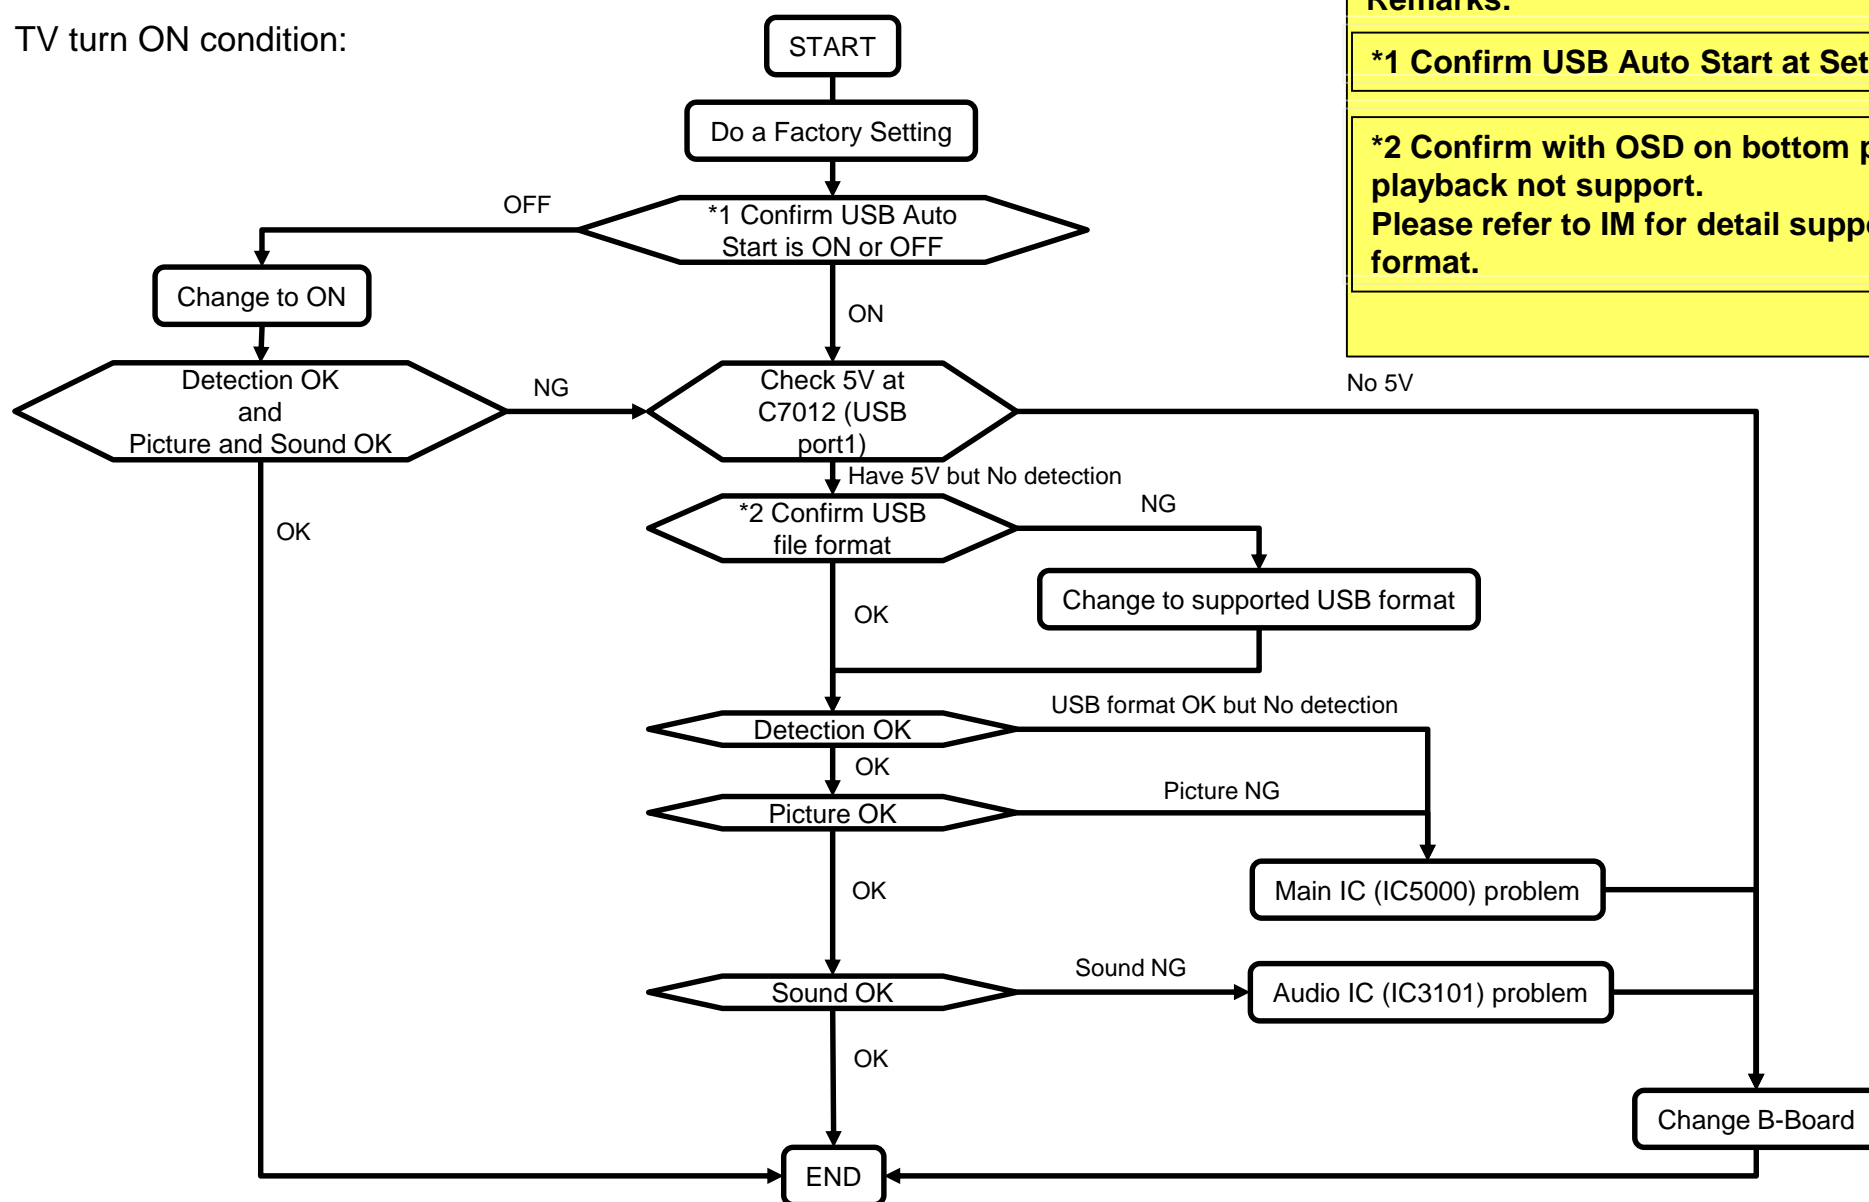 TV turn ON condition:
START
Remarks:
*1 Confirm USB Auto Start at Set
*2 Confirm with OSD on bottom
playback not support.
Please refer to IM for detail
format.
Do a Factory Setting
*1 Confirm USB Auto
Start is ON or OFF
OFF
Change to ON
ON
Detection OK
and
Picture and Sound OK
NG
Check 5V at
C7012 (USB
port1)
No 5V
Have 5V but No detection
*2 Confirm USB
file format
NG
OK
Change to supported USB format
OK
USB format OK but No detection
Detection OK
OK
Picture NG
Picture OK
OK
Main IC (IC5000) problem
Sound NG
Sound OK
Audio IC (IC3101) problem
OK
Change B-Board
END